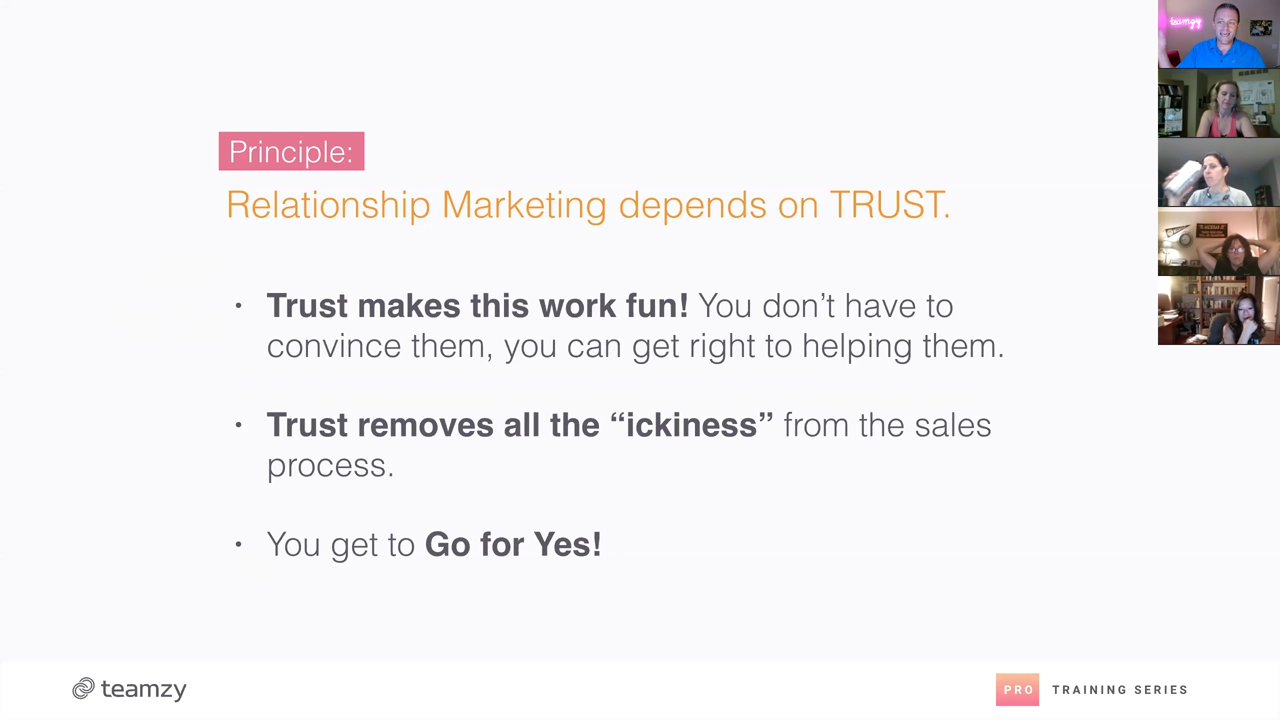 Principle:
Relationship Marketing depends on TRUST.
• Trust makes this work fun! You don’t have to
convince them, you can get right to helping them.
• Trust removes all the “ickiness” from the sales
process.
• You get to Go for Yes!
teamzy
PRO TRAINING SERIES
teamzy